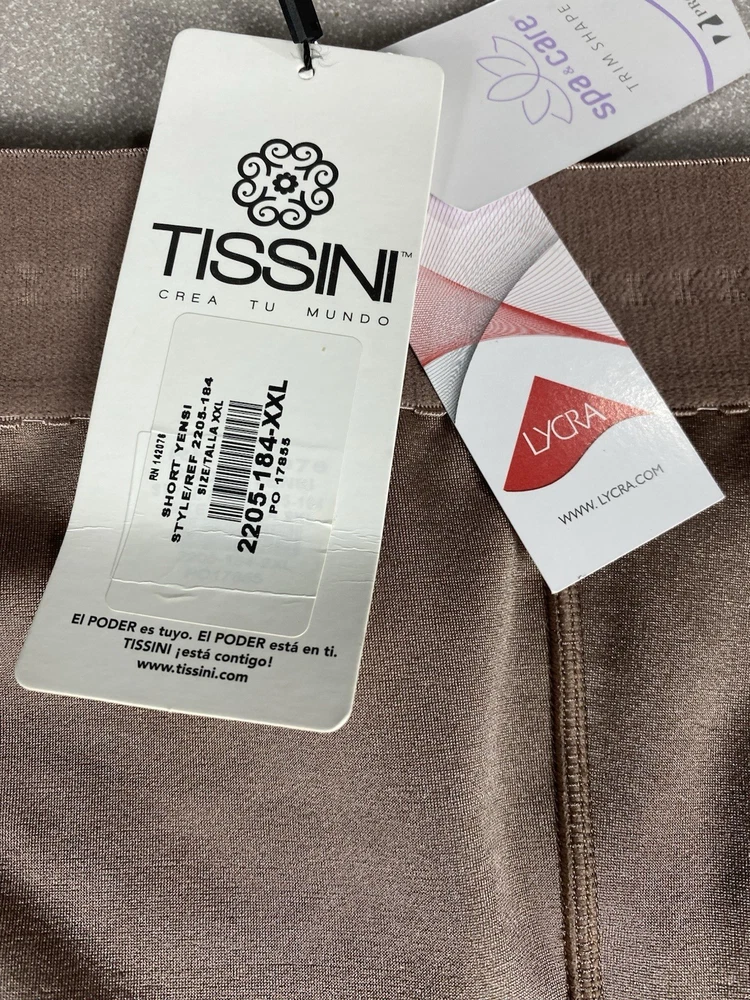 TISSINI™
CREA TU MUNDO
RN 142076
SHORT YENSI
STYLE/REF 2205-184
SIZE/TALLA XXL
2205-184-XXL
PO 17855
El PODER es tuyo. El PODER está en ti.
TISSINI ¡está contigo!
www.tissini.com
spa & care®
TRIM SHAPE
LYCRA
WWW.LYCRA.COM